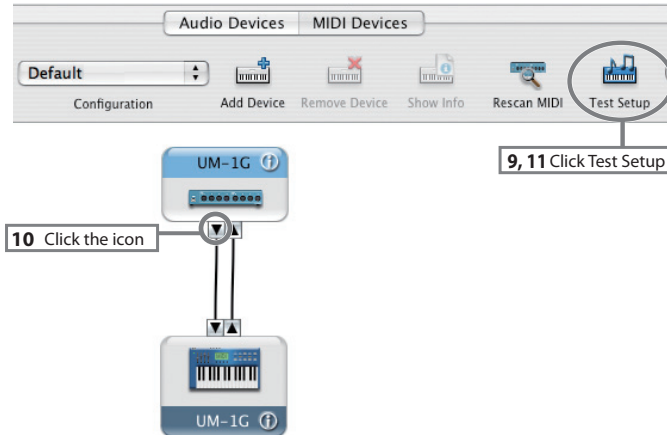 Audio Devices MIDI Devices
Default
Configuration Add Device Remove Device Show Info Rescan MIDI Test Setup
9, 11 Click Test Setup
UM-1G
10 Click the icon
UM-1G